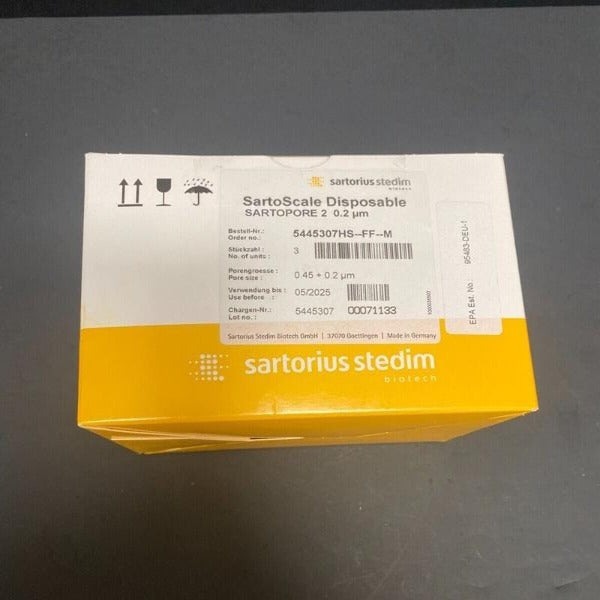 sartorius stedim
biotech
SartoScale Disposable
SARTOPORE 2 0.2 µm
Bestell-Nr.:
Order no.: 5445307HS--FF--M
Stückzahl :
No. of units : 3
Porengroesse :
Pore size : 0.45 + 0.2 µm
Verwendung bis :
Use before : 05/2025
Chargen-Nr.:
Lot no. : 5445307 00071133
Sartorius Stedim Biotech GmbH | 37070 Goettingen | Made in Germany
EPA Est. No. 95483-DEU-1
sartorius stedim
biotech